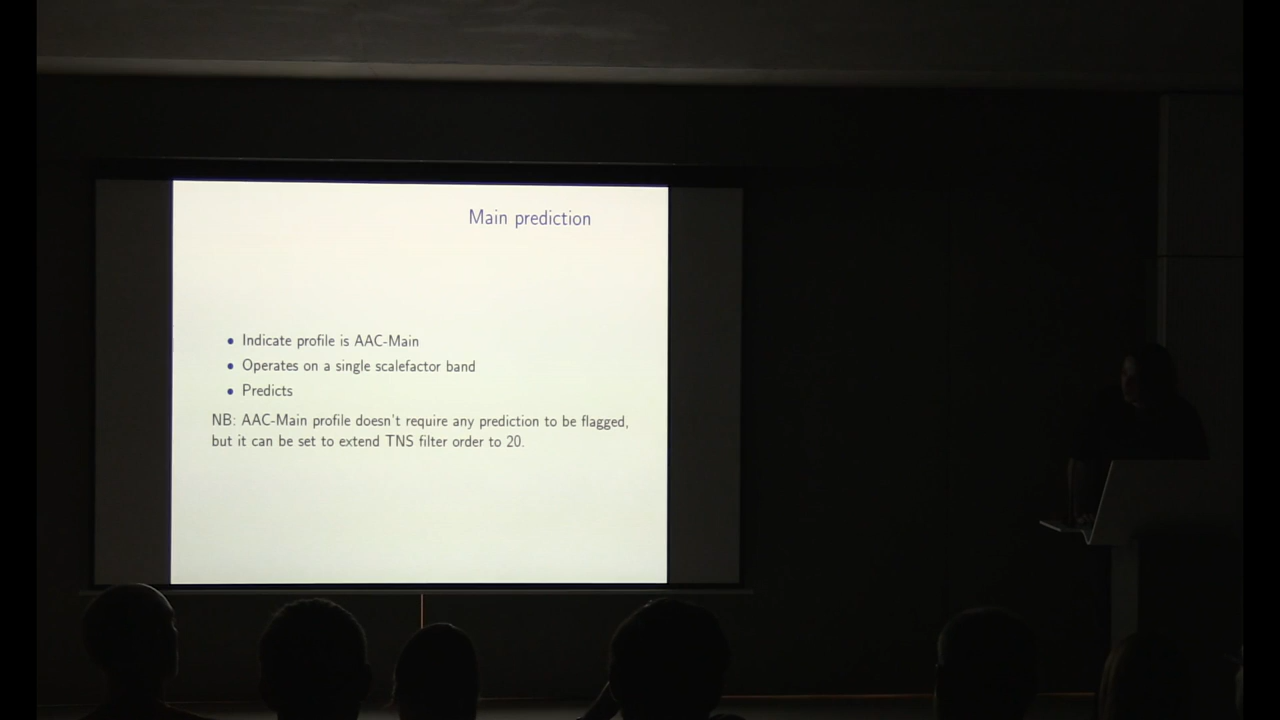 Main prediction
• Indicate profile is AAC-Main
• Operates on a single scalefactor band
• Predicts
NB: AAC-Main profile doesn't require any prediction to be flagged,
but it can be set to extend TNS filter order to 20.